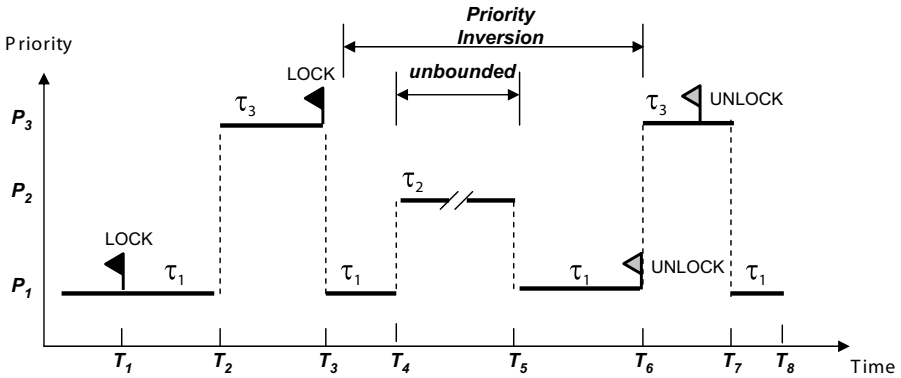 Priority
Inversion
Priority
LOCK
unbounded
τ3
τ3
UNLOCK
P3
τ2
P2
LOCK
τ1
τ1
τ1
UNLOCK
τ1
P1
T1
T2
T3
T4
T5
T6
T7
T8
Time